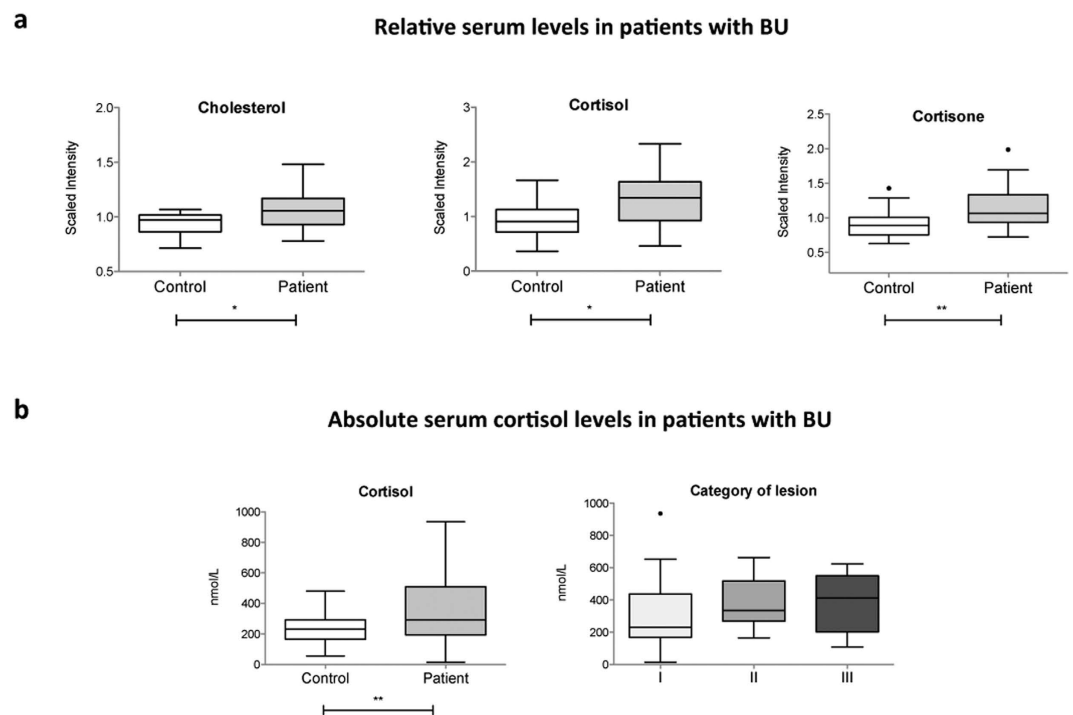 a
Relative serum levels in patients with BU
Cholesterol
Scaled Intensity
2.0
1.5
1.0
0.5
Control
Patient
*
Cortisol
Scaled Intensity
3
2
1
0
Control
Patient
*
Cortisone
Scaled Intensity
2.5
2.0
1.5
1.0
0.5
Control
Patient
**
b
Absolute serum cortisol levels in patients with BU
Cortisol
nmol/L
1000
800
600
400
200
0
Control
Patient
**
Category of lesion
nmol/L
1000
800
600
400
200
0
I
II
III